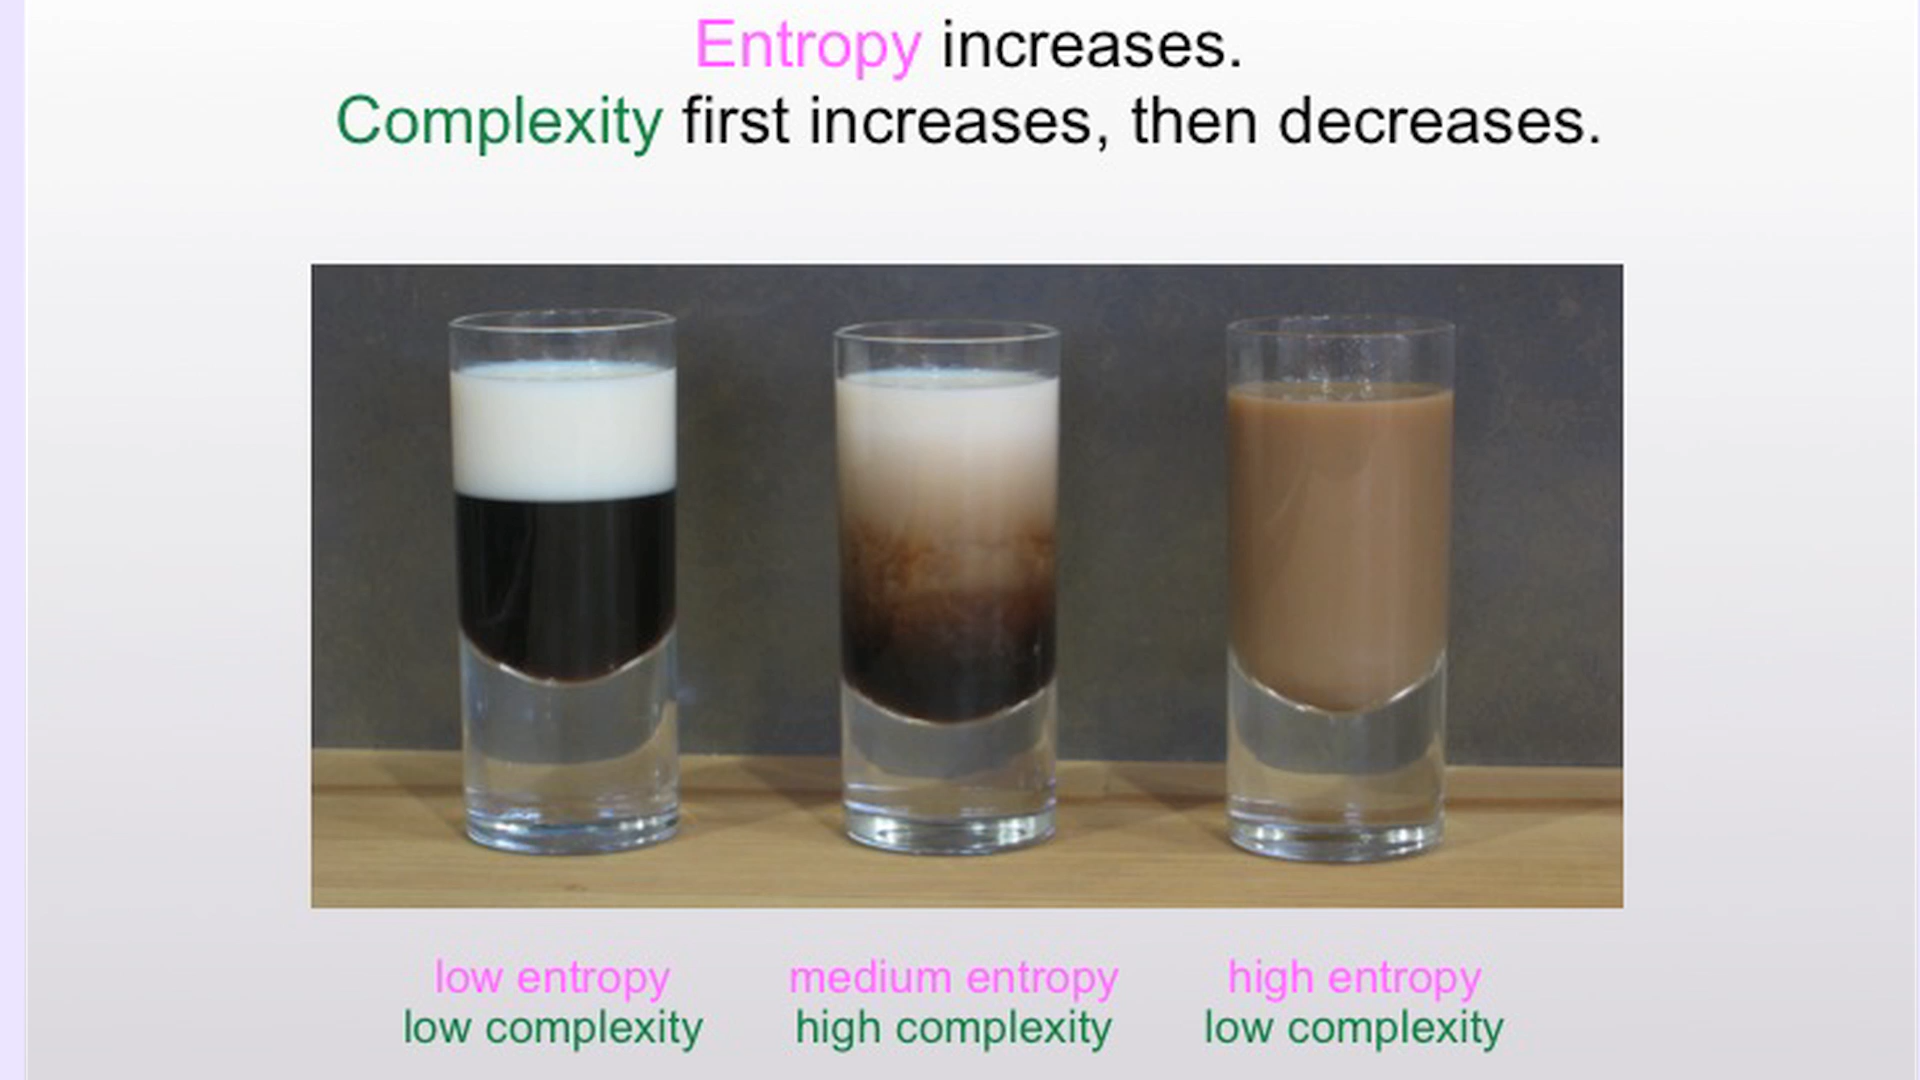 Entropy increases.
Complexity first increases, then decreases.
low entropy medium entropy high entropy
low complexity high complexity low complexity